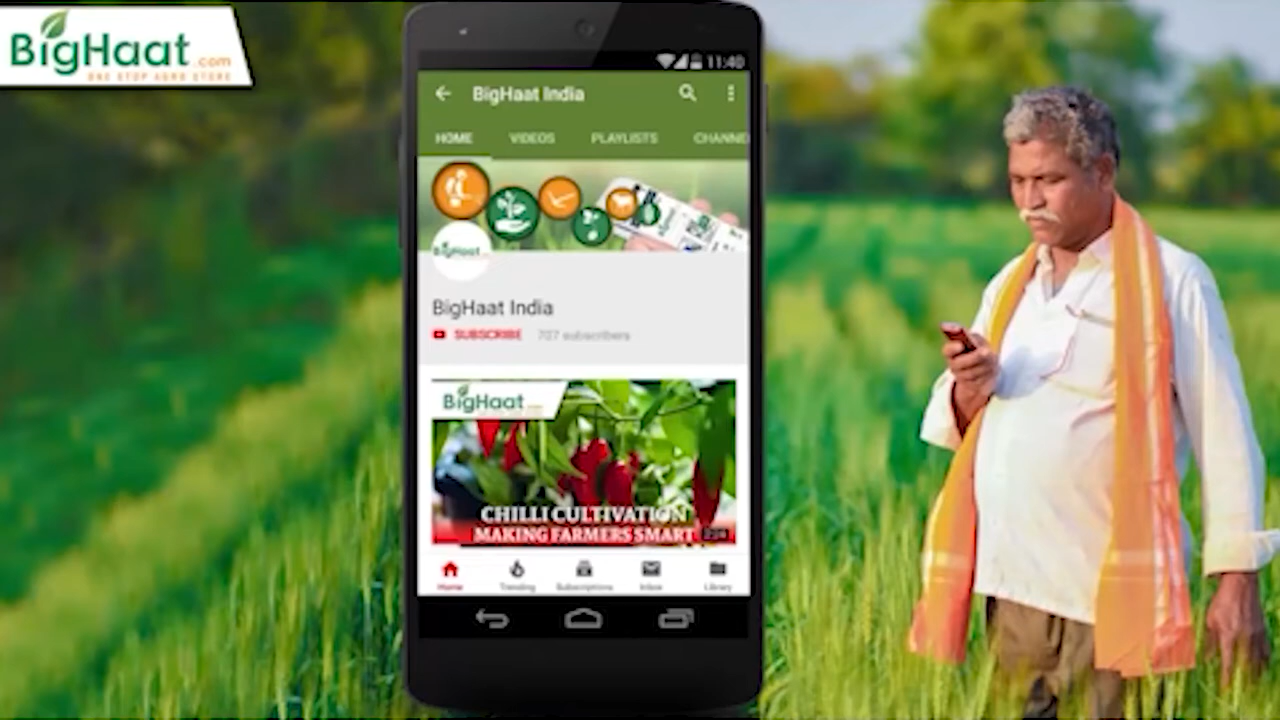 BigHaat.com
ONE STOP AGRO STORE
11:40
BigHaat India
HOME VIDEOS PLAYLISTS CHANNE
BigHaat
BigHaat India
SUBSCRIBE 707 subscribers
BigHaat
CHILLI CULTIVATION
MAKING FARMERS SMART
Home Trending Subscriptions Inbox Library